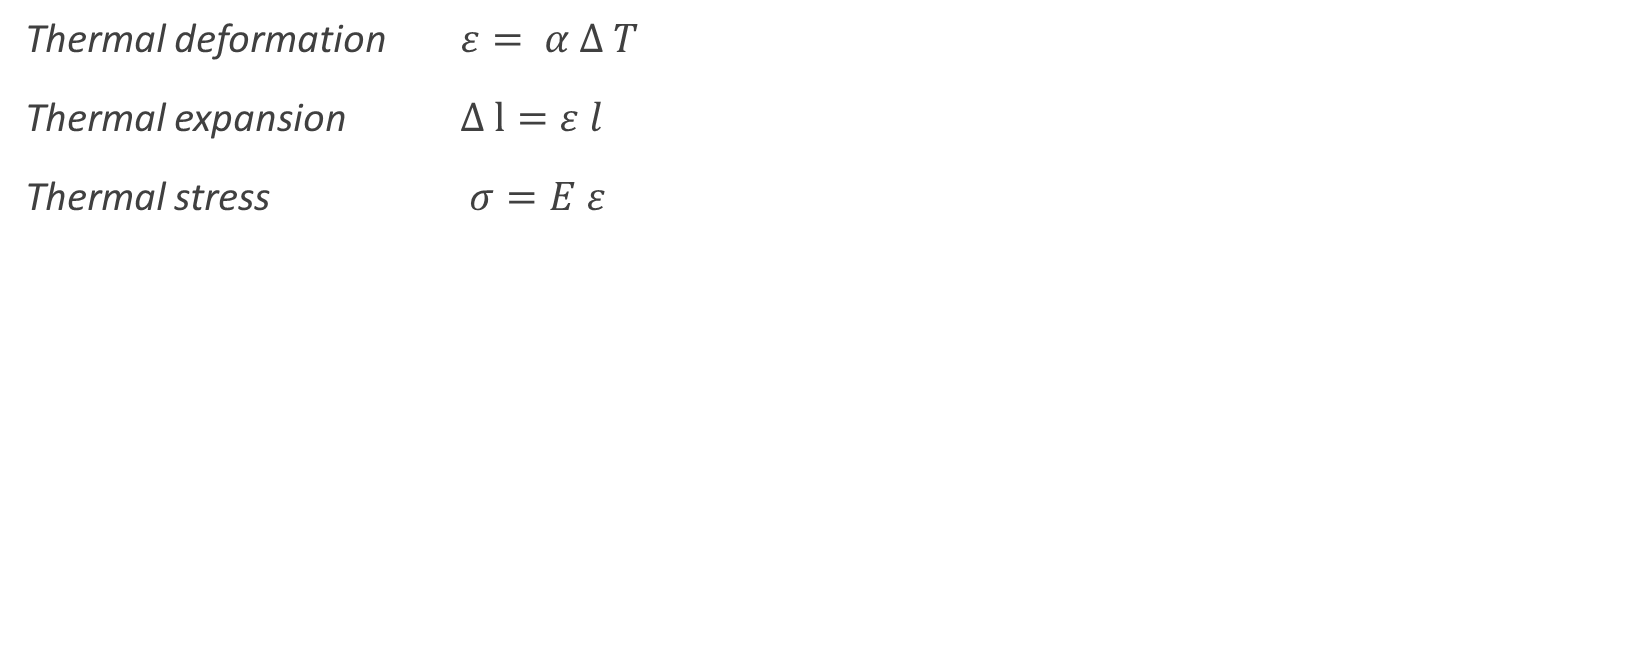 Thermal deformation ε = α Δ T
Thermal expansion Δ l = ε l
Thermal stress σ = E ε